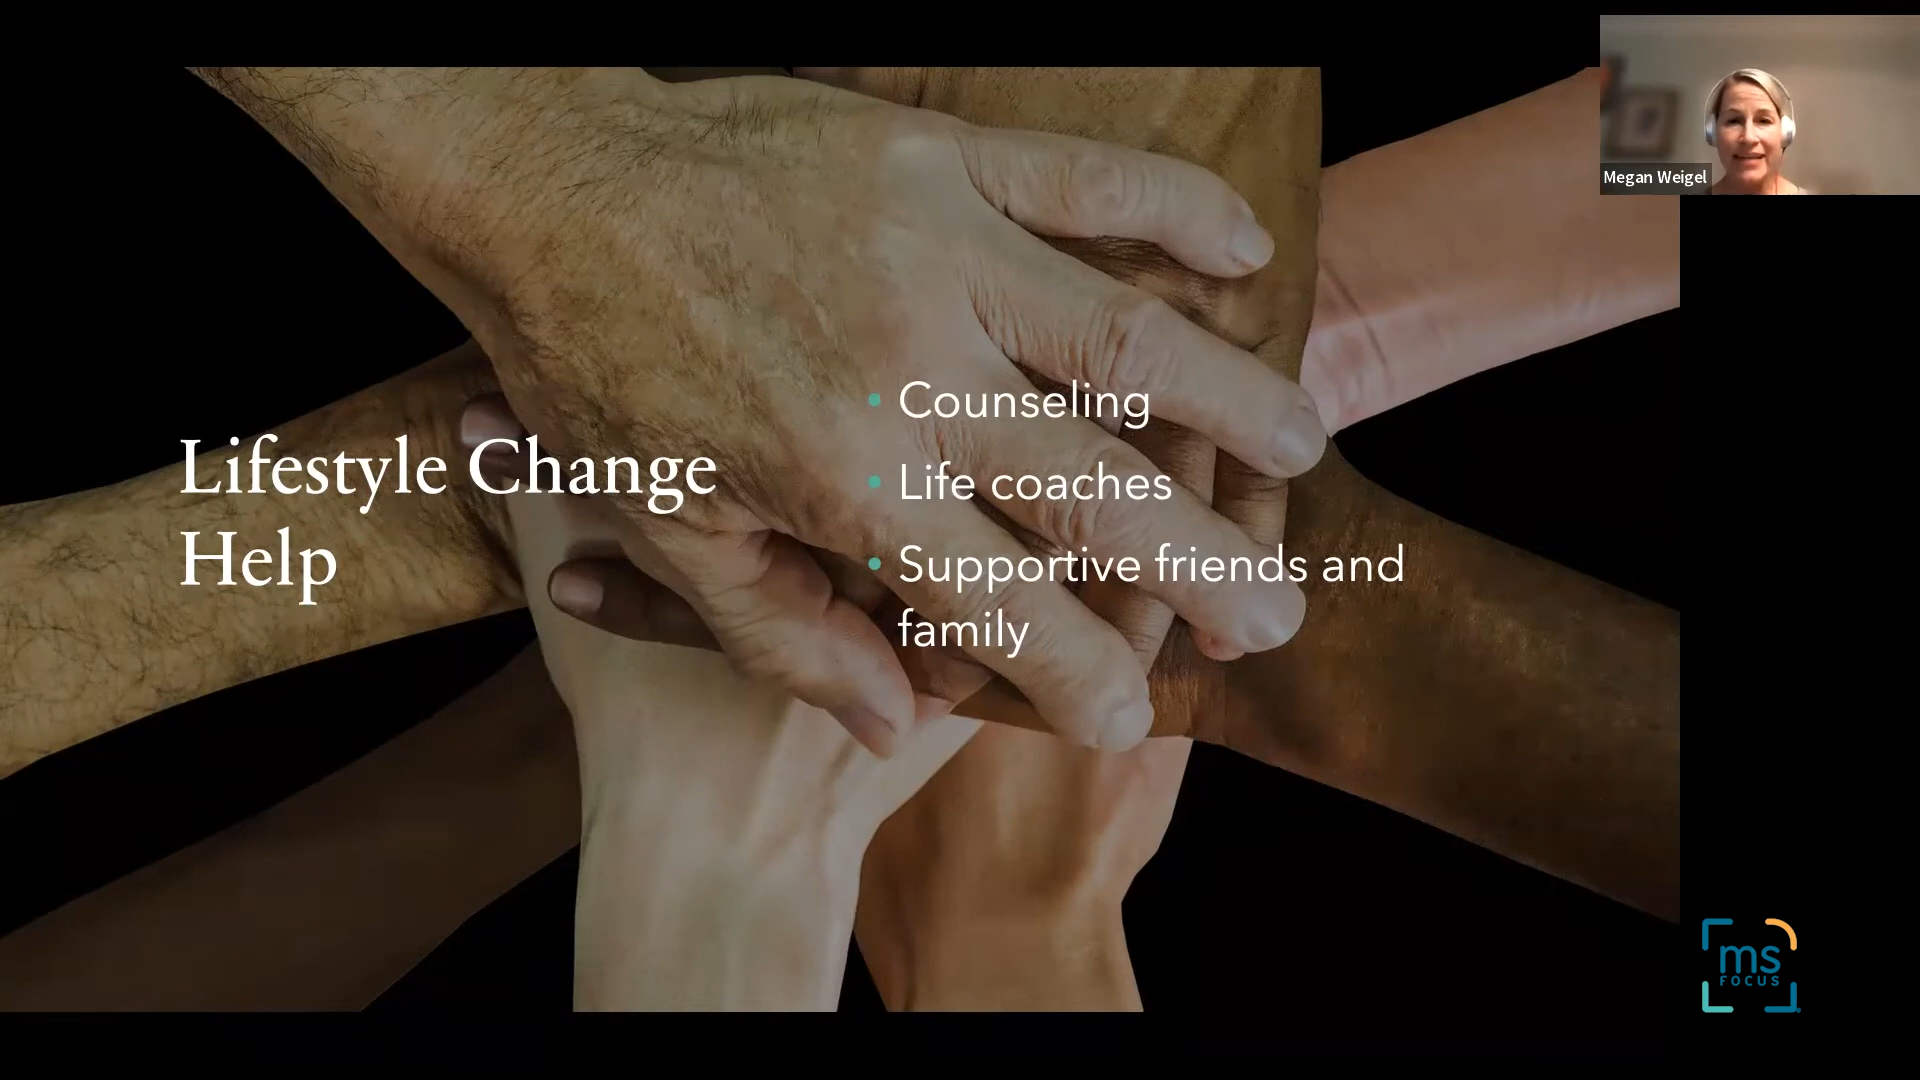 Megan Weigel
Lifestyle Change
Help
• Counseling
• Life coaches
• Supportive friends and
family
ms
FOCUS